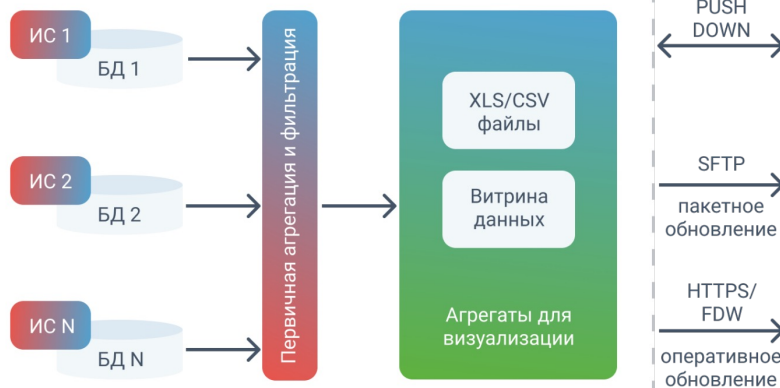 ИС 1
БД 1
ИС 2
БД 2
ИС N
БД N
Первичная агрегация и фильтрация
XLS/CSV
файлы
Витрина
данных
Агрегаты для
визуализации
PUSH
DOWN
SFTP
пакетное
обновление
HTTPS/
FDW
оперативное
обновление